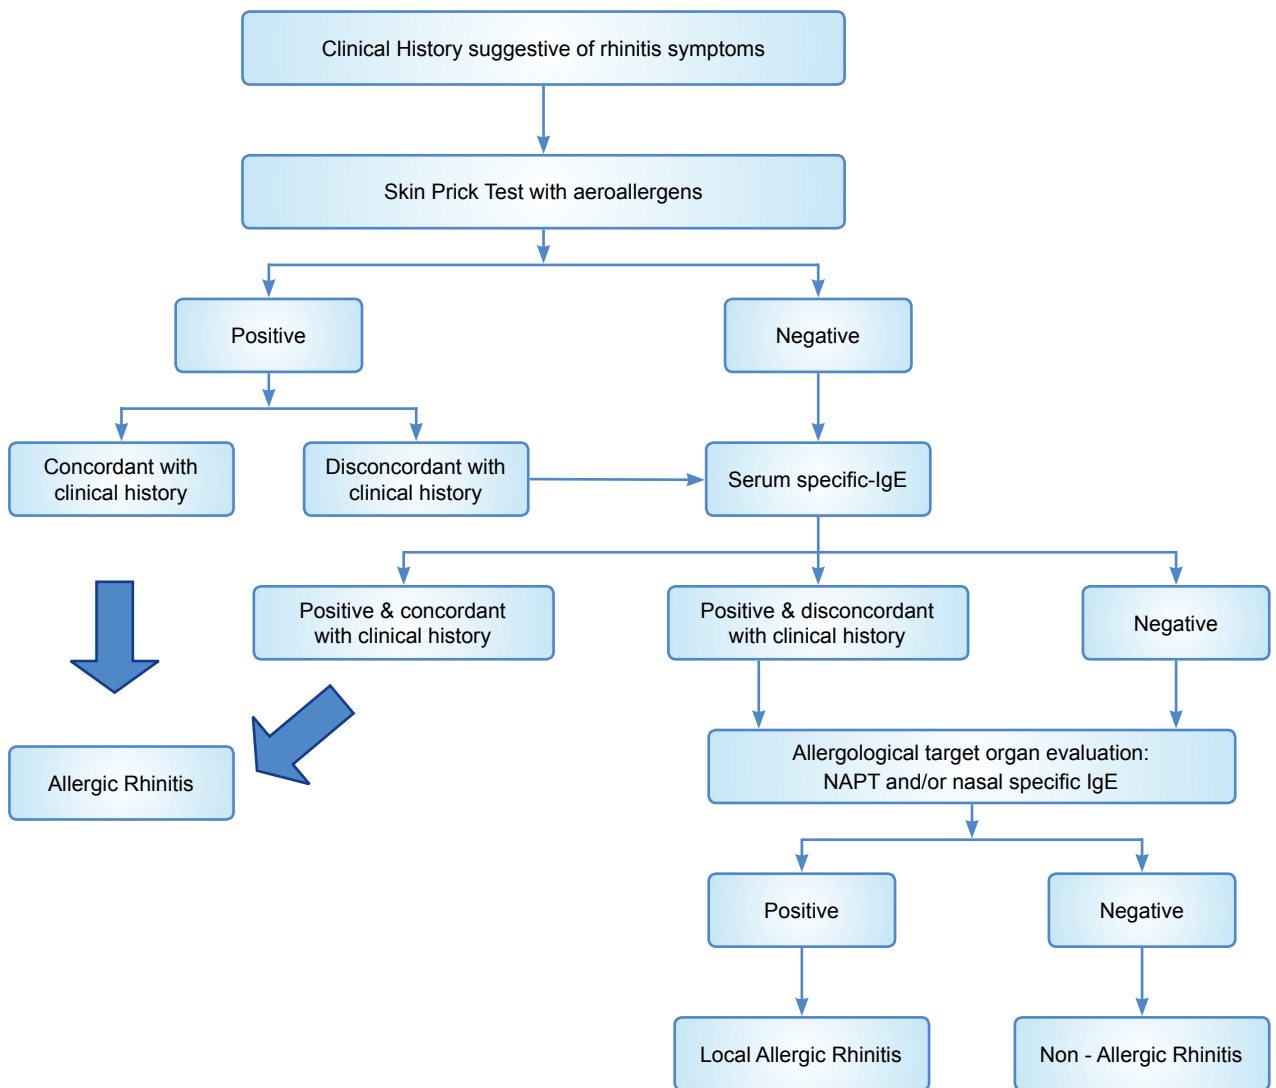 Clinical History suggestive of rhinitis symptoms
Skin Prick Test with aeroallergens
Positive
Negative
Concordant with
clinical history
Disconcordant with
clinical history
Serum specific-IgE
Positive & concordant
with clinical history
Positive & disconcordant
with clinical history
Negative
Allergic Rhinitis
Allergological target organ evaluation:
NAPT and/or nasal specific IgE
Positive
Negative
Local Allergic Rhinitis
Non - Allergic Rhinitis